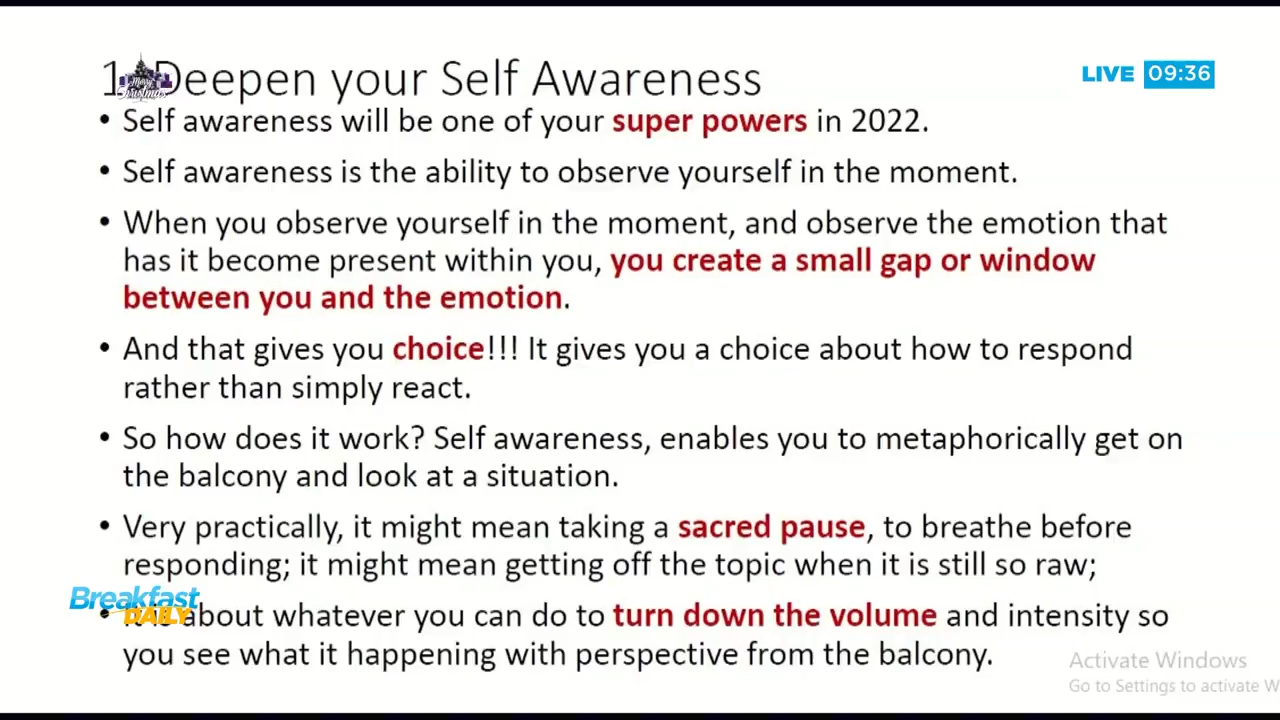 1. Deepen your Self Awareness
Merry
Christmas
LIVE 09:36
• Self awareness will be one of your super powers in 2022.
• Self awareness is the ability to observe yourself in the moment.
• When you observe yourself in the moment, and observe the emotion that
has it become present within you, you create a small gap or window
between you and the emotion.
• And that gives you choice!!! It gives you a choice about how to respond
rather than simply react.
• So how does it work? Self awareness, enables you to metaphorically get on
the balcony and look at a situation.
• Very practically, it might mean taking a sacred pause, to breathe before
responding; it might mean getting off the topic when it is still so raw;
Breakfast
DAILY
• about whatever you can do to turn down the volume and intensity so
you see what it happening with perspective from the balcony.
Activate Windows
Go to Settings to activate W